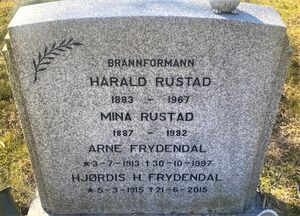 BRANNFORMANN
HARALD RUSTAD
1883 - 1967
MINA RUSTAD
1887 - 1982
ARNE FRYDENDAL
★3-7-1913 ✝30-10-1997
HJØRDIS H. FRYDENDAL
★5-3-1915 ✝21-6-2015